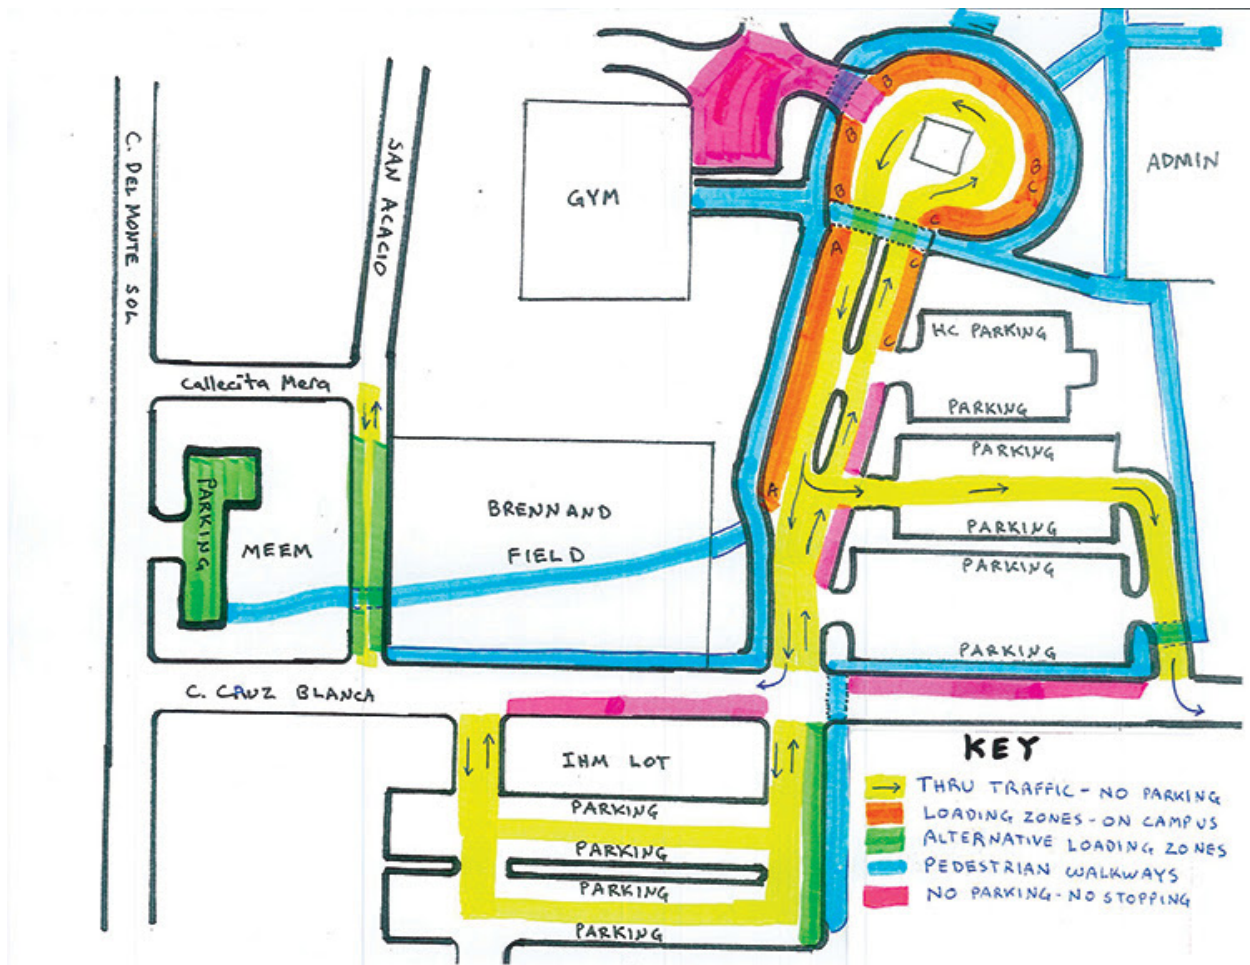 C. DEL MONTE SOL
SAN ACACIO
GYM
ADMIN
B
B
B
B
C
C
A
C
C
A
HC PARKING
PARKING
PARKING
PARKING
PARKING
PARKING
Callecita Mera
PARKING
MEEM
BRENNAND
FIELD
C. CRUZ BLANCA
IHM LOT
PARKING
PARKING
PARKING
PARKING
KEY
THRU TRAFFIC - NO PARKING
LOADING ZONES - ON CAMPUS
ALTERNATIVE LOADING ZONES
PEDESTRIAN WALKWAYS
NO PARKING - NO STOPPING